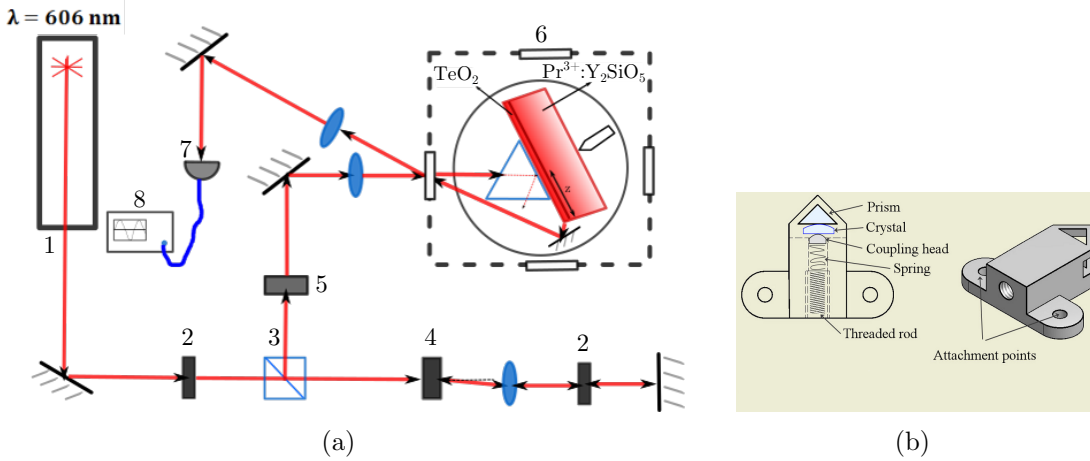 λ = 606 nm
6
TeO₂
Pr³⁺:Y₂SiO₅
7
8
z
1
5
2
3
4
2
(a)
Prism
Crystal
Coupling head
Spring
Threaded rod
Attachment points
(b)